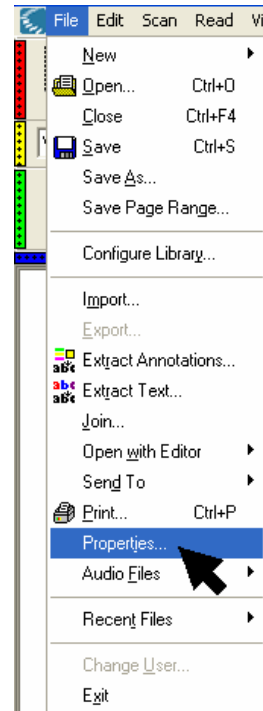 File Edit Scan Read Vi
New
Open... Ctrl+O
Close Ctrl+F4
Save Ctrl+S
Save As...
Save Page Range...
Configure Library...
Import...
Export...
Extract Annotations...
Extract Text...
Join...
Open with Editor
Send To
Print... Ctrl+P
Properties...
Audio Files
Recent Files
Change User...
Exit